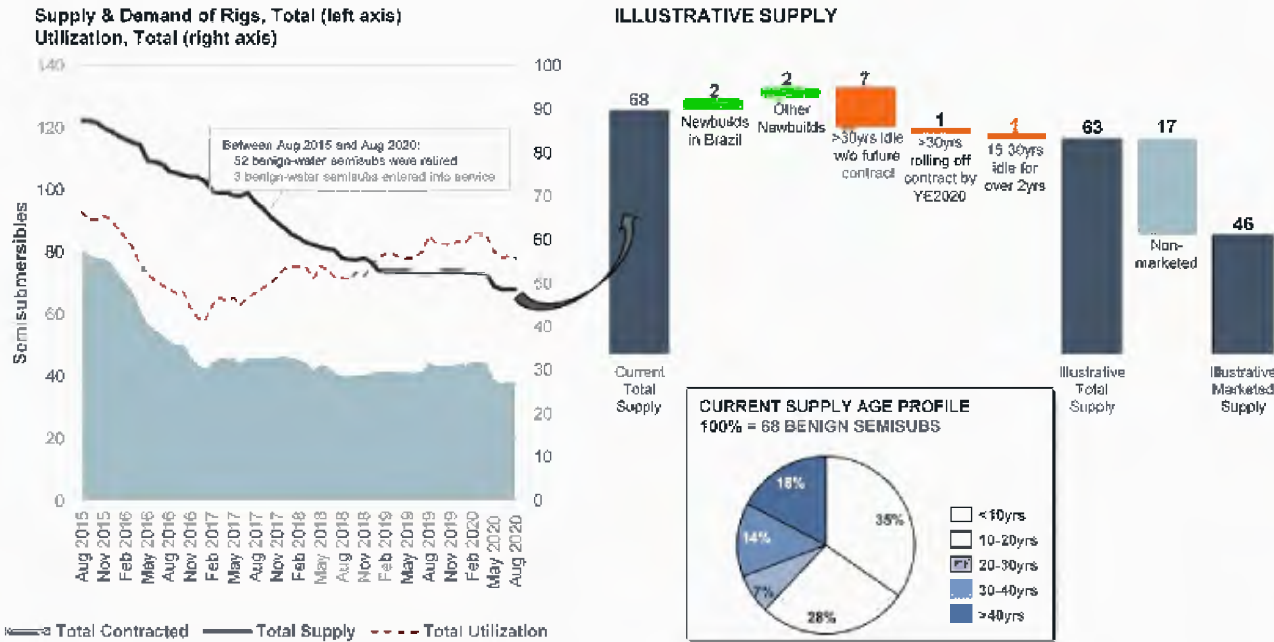 Supply & Demand of Rigs, Total (left axis)
Utilization, Total (right axis)
ILLUSTRATIVE SUPPLY
140
120
100
80
60
40
20
0
Semisubmersibles
100
90
80
70
60
50
40
30
20
10
0
Between Aug 2015 and Aug 2020:
52 benign-water semisubs were retired
3 benign-water semisubs entered into service
Aug 2015
Nov 2015
Feb 2016
May 2016
Aug 2016
Nov 2016
Feb 2017
May 2017
Aug 2017
Nov 2017
Feb 2018
May 2018
Aug 2018
Nov 2018
Feb 2019
May 2019
Aug 2019
Nov 2019
Feb 2020
May 2020
Aug 2020
Total Contracted
Total Supply
Total Utilization
68
Current
Total
Supply
2
Newbuilds
in Brazil
2
Other
Newbuilds
7
>30yrs idle
w/o future
contract
1
>30yrs
rolling off
contract by
YE2020
1
15-30yrs
idle for
over 2yrs
63
Illustrative
Total
Supply
17
Non-
marketed
46
Illustrative
Marketed
Supply
CURRENT SUPPLY AGE PROFILE
100% = 68 BENIGN SEMISUBS
18%
35%
14%
7%
28%
<10yrs
10-20yrs
20-30yrs
30-40yrs
>40yrs